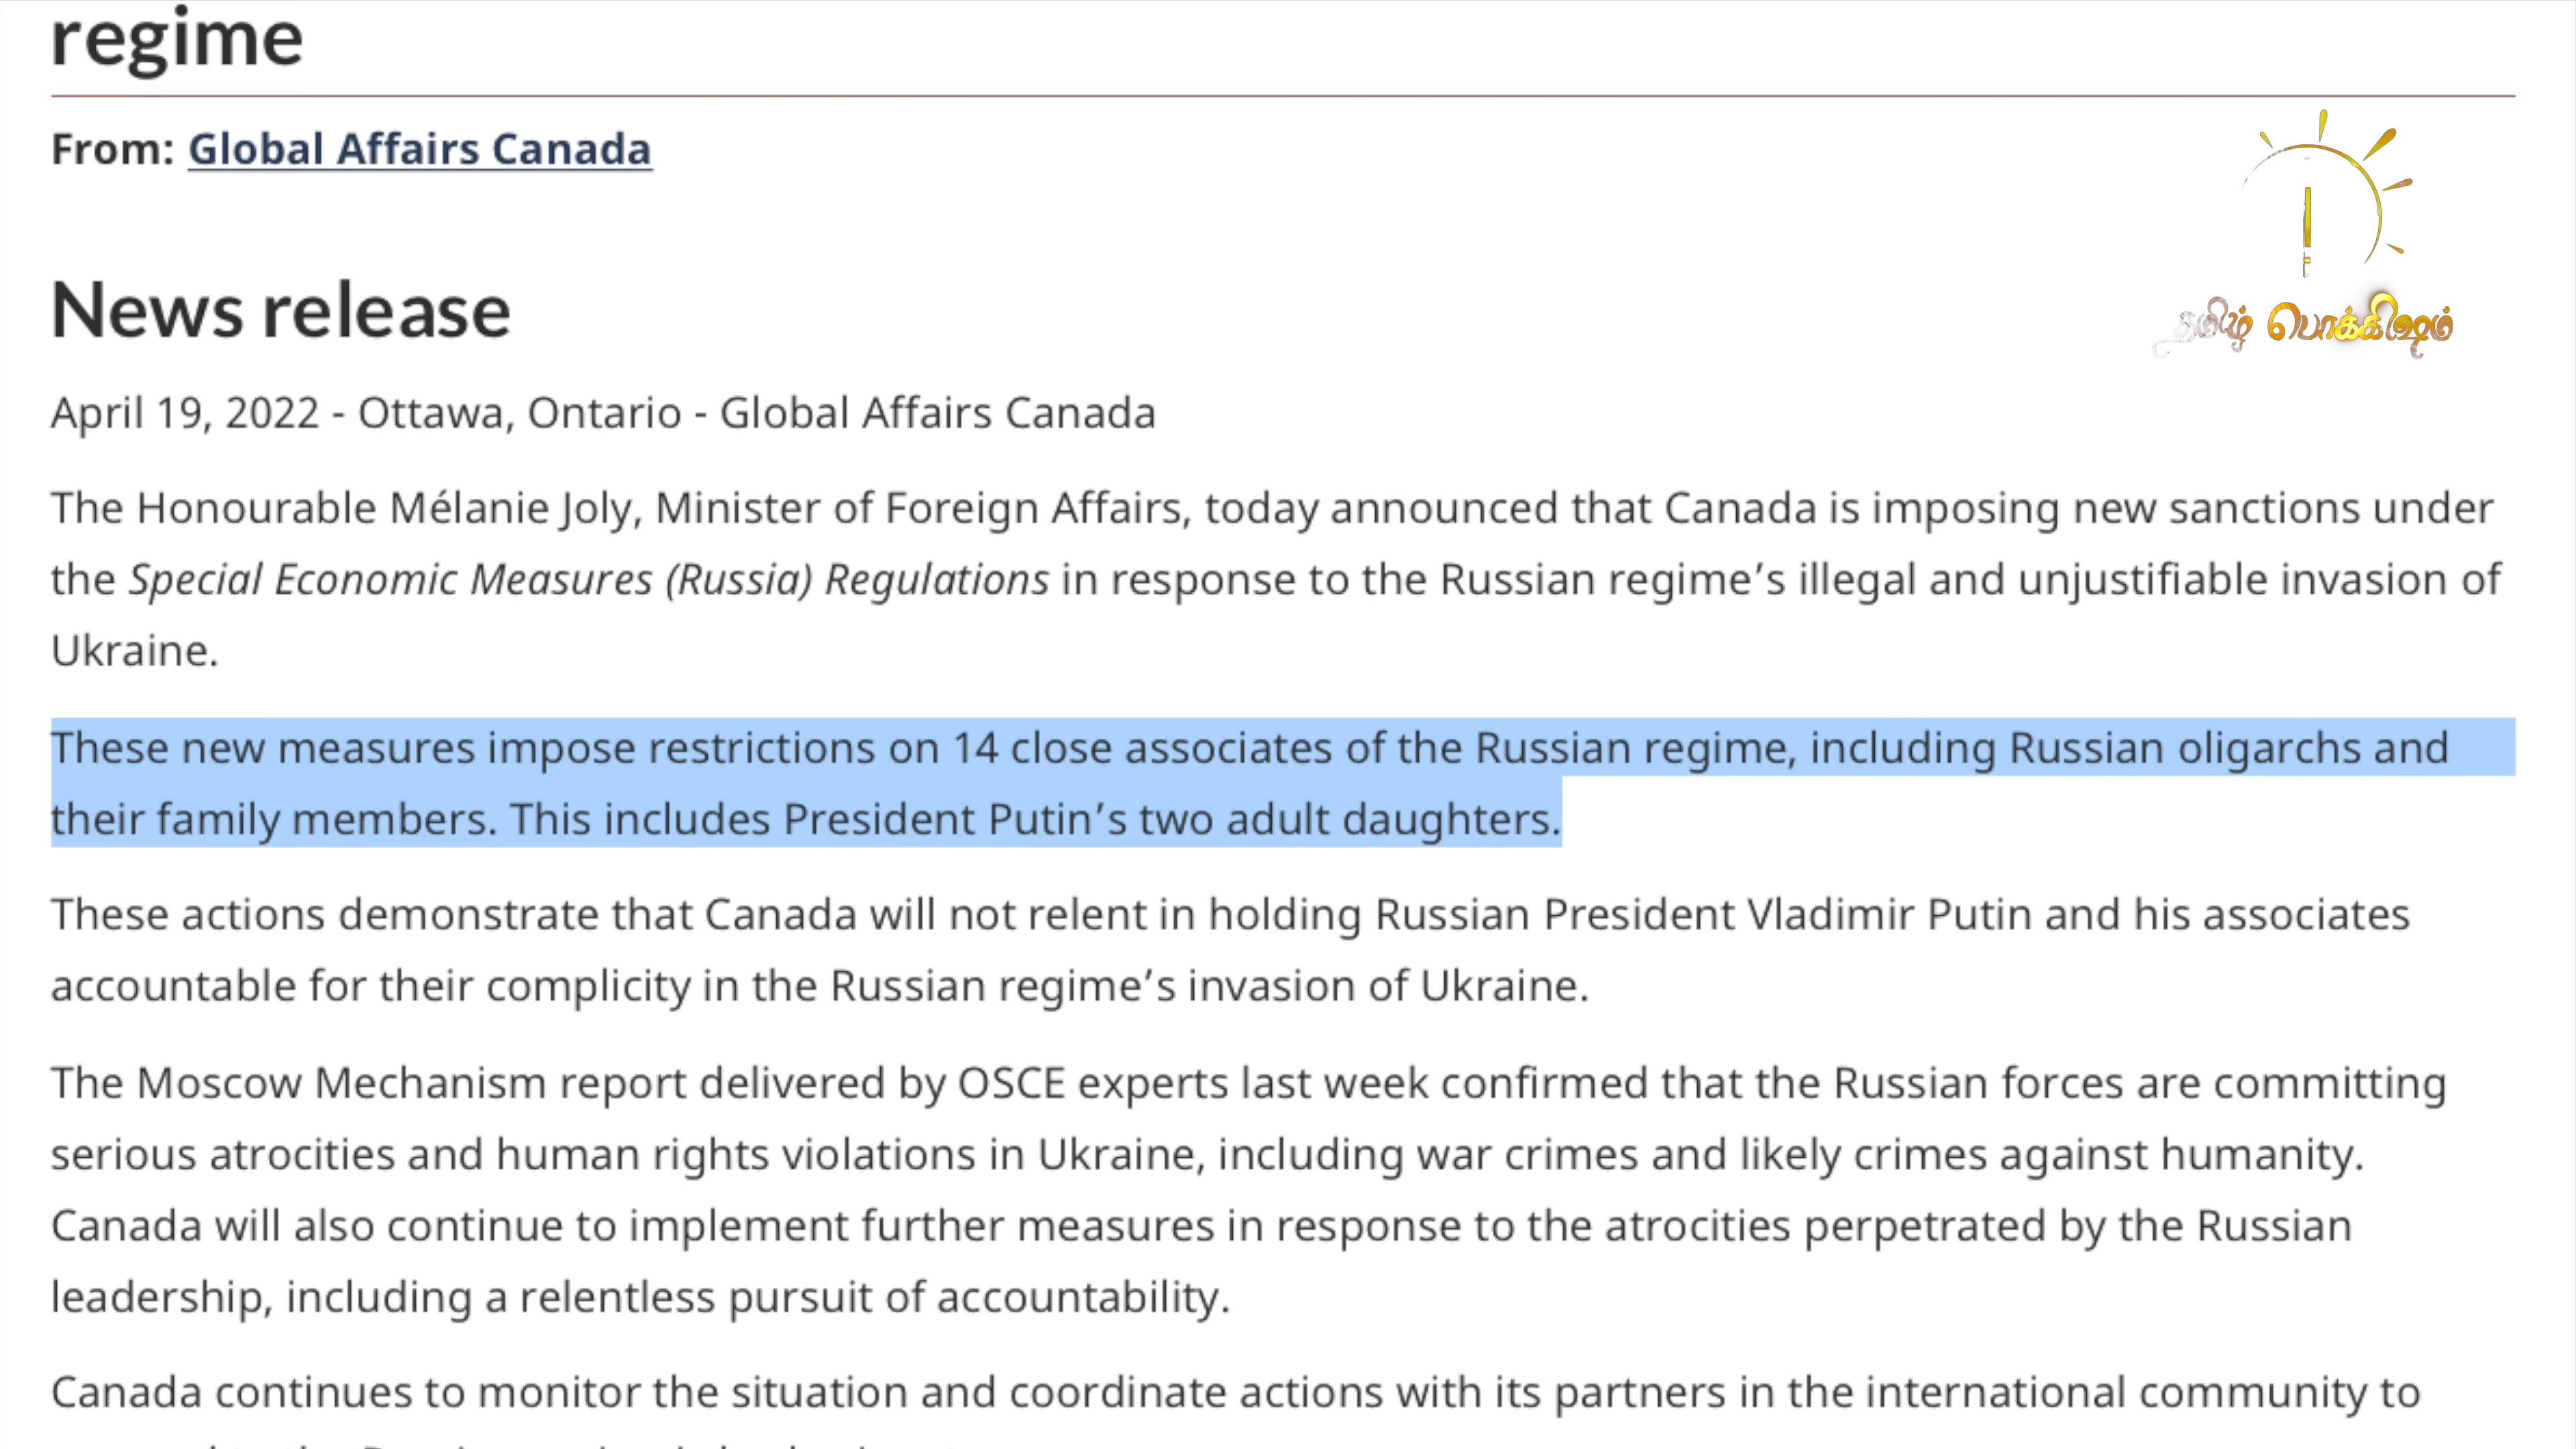 regime
From: Global Affairs Canada
தமிழ் பொக்கிஷம்
News release
April 19, 2022 - Ottawa, Ontario - Global Affairs Canada
The Honourable Mélanie Joly, Minister of Foreign Affairs, today announced that Canada is imposing new sanctions under
the Special Economic Measures (Russia) Regulations in response to the Russian regime’s illegal and unjustifiable invasion of
Ukraine.
These new measures impose restrictions on 14 close associates of the Russian regime, including Russian oligarchs and
their family members. This includes President Putin’s two adult daughters.
These actions demonstrate that Canada will not relent in holding Russian President Vladimir Putin and his associates
accountable for their complicity in the Russian regime’s invasion of Ukraine.
The Moscow Mechanism report delivered by OSCE experts last week confirmed that the Russian forces are committing
serious atrocities and human rights violations in Ukraine, including war crimes and likely crimes against humanity.
Canada will also continue to implement further measures in response to the atrocities perpetrated by the Russian
leadership, including a relentless pursuit of accountability.
Canada continues to monitor the situation and coordinate actions with its partners in the international community to